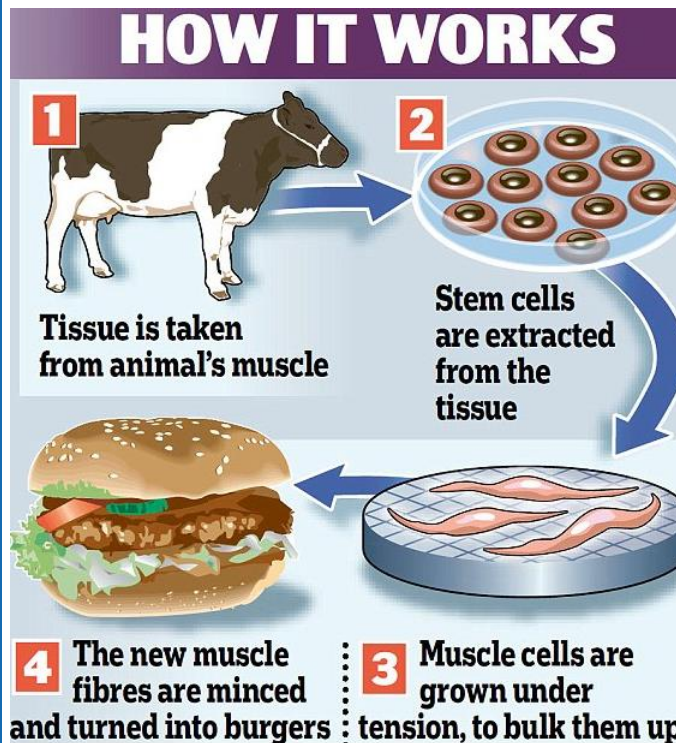 HOW IT WORKS
1
Tissue is taken
from animal's muscle
2
Stem cells
are extracted
from the
tissue
3 Muscle cells are
grown under
tension, to bulk them up
4 The new muscle
fibres are minced
and turned into burgers